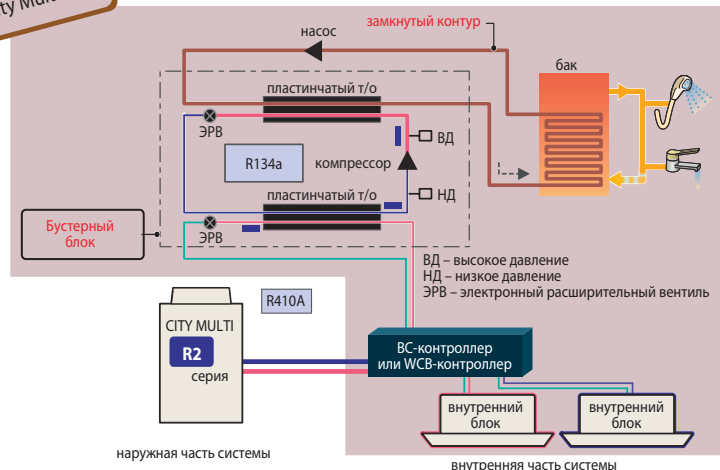 City Mult
замкнутый контур
насос
бак
пластинчатый т/о
ЭРВ
ВД
R134a
компрессор
пластинчатый т/о
НД
ЭРВ
Бустерный
блок
ВД – высокое давление
НД – низкое давление
ЭРВ – электронный расширительный вентиль
R410A
CITY MULTI
R2
серия
BC-контроллер
или WCB-контроллер
внутренний
блок
внутренний
блок
наружная часть системы
внутренняя часть системы